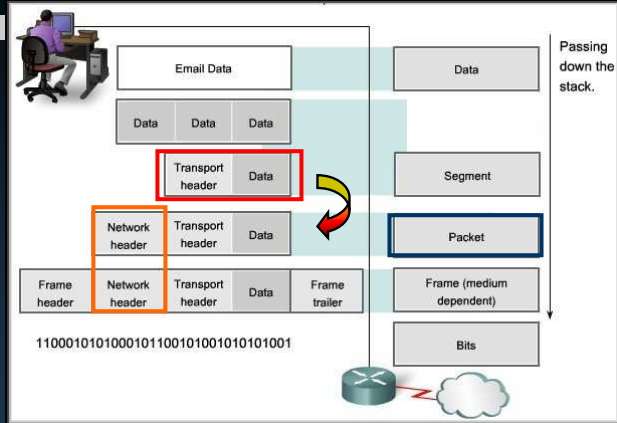 Passing
down the
stack.
Email Data
Data
Data Data Data
Transport
header
Data
Segment
Network
header
Transport
header
Data
Packet
Frame
header
Network
header
Transport
header
Data
Frame
trailer
Frame (medium
dependent)
1100010101000101100101001010101001
Bits